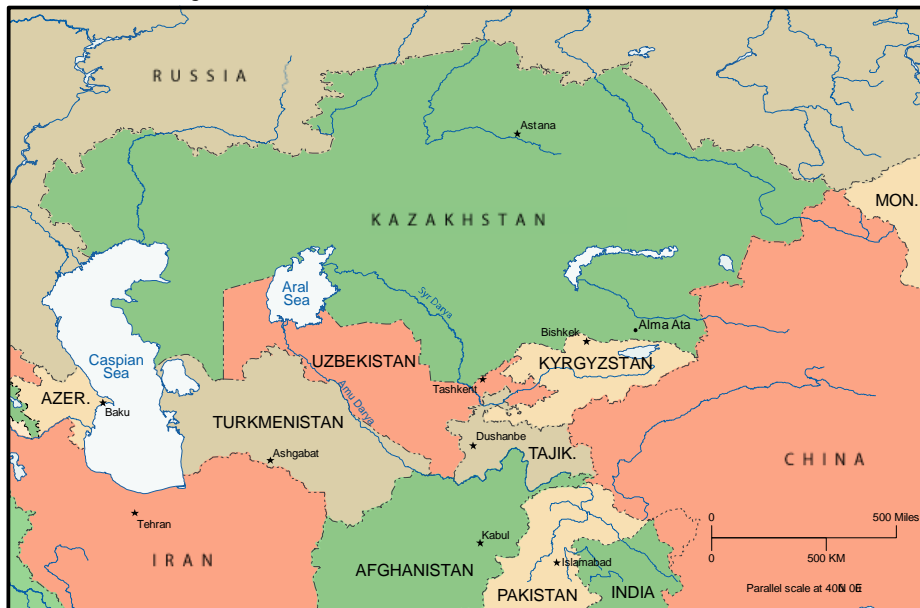 RUSSIA
Astana
MON.
KAZAKHSTAN
Aral
Sea
Syr Darya
Alma Ata
Bishkek
Caspian
Sea
UZBEKISTAN
KYRGYZSTAN
Tashkent
AZER.
Baku
Amu Darya
TURKMENISTAN
Dushanbe
TAJIK.
Ashgabat
CHINA
Tehran
0
500 Miles
Kabul
0
500 KM
IRAN
AFGHANISTAN
Islamabad
PAKISTAN
INDIA
Parallel scale at